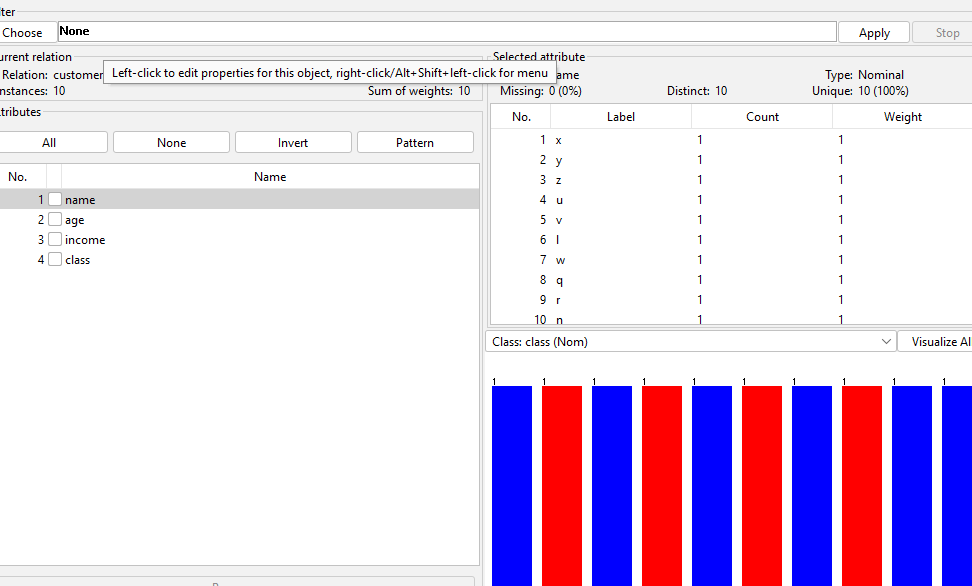 lter
Choose None Apply Stop
urrent relation
Relation: customer
nstances: 10 Sum of weights: 10
Left-click to edit properties for this object, right-click/Alt+Shift+left-click for menu
Selected attribute
ame Type: Nominal
Missing: 0 (0%) Distinct: 10 Unique: 10 (100%)
ttributes
All None Invert Pattern
No. Name
1 name
2 age
3 income
4 class
No. Label Count Weight
1 x 1 1
2 y 1 1
3 z 1 1
4 u 1 1
5 v 1 1
6 l 1 1
7 w 1 1
8 q 1 1
9 r 1 1
10 n 1 1
Class: class (Nom) Visualize Al
1 1 1 1 1 1 1 1 1 1